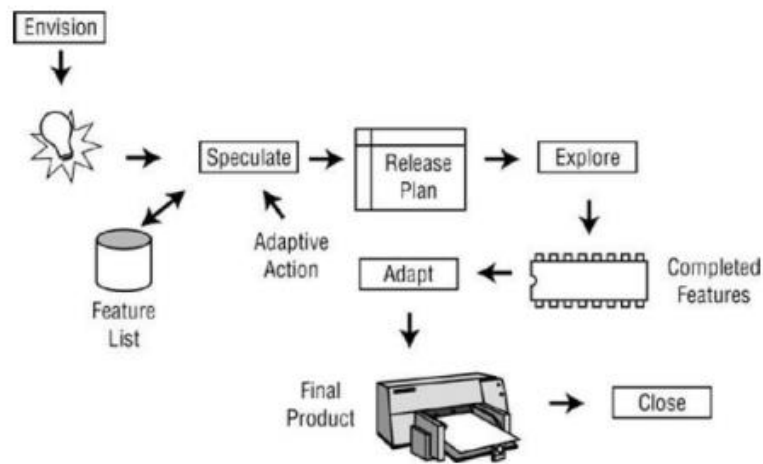 Envision
Speculate
Release
Plan
Explore
Feature
List
Adaptive
Action
Adapt
Completed
Features
Final
Product
Close